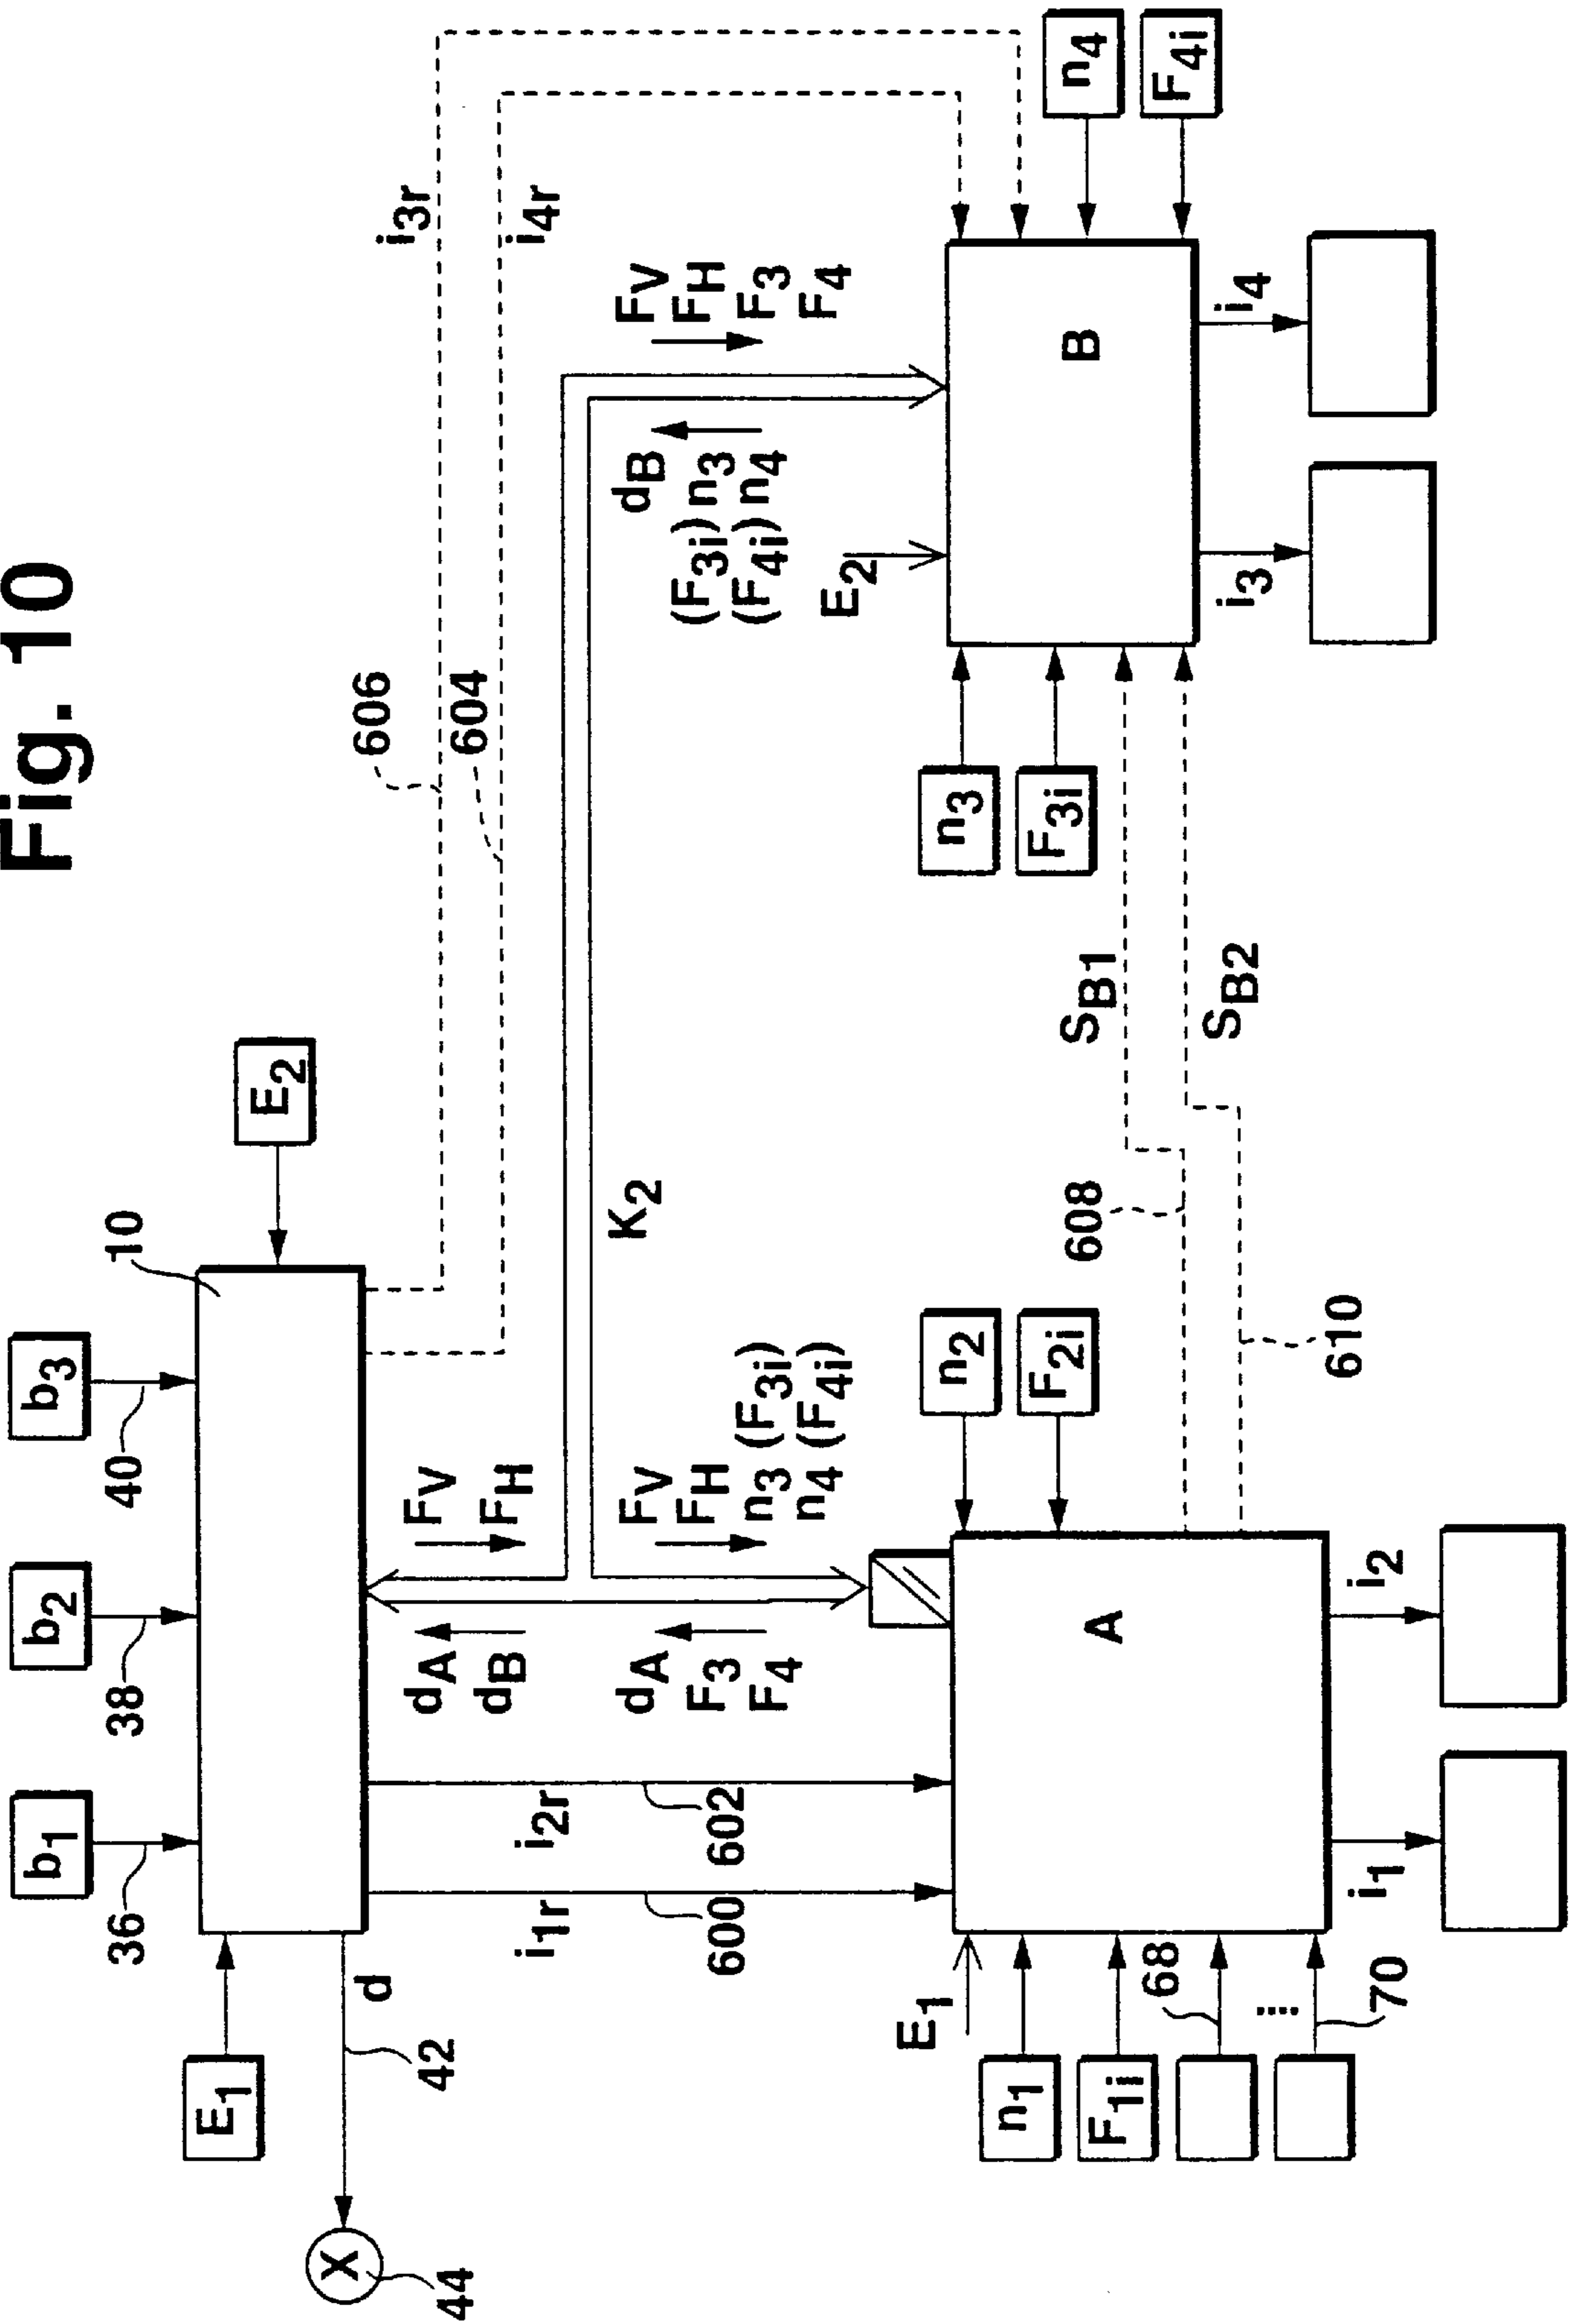 Fig. 10
b1
b2
b3
36
38
40
10
E1
E2
d
42
X
44
606
604
i3r
i4r
FV
FH
dA
dB
K2
FV
FH
n3 (F3i)
n4 (F4i)
dA
F3
F4
i1r
i2r
600
602
FV
FH
F3
F4
dB
(F3i) n3
(F4i) n4
E2
E1
n1
F1i
68
....
70
A
n2
F2i
608
610
SB1
SB2
n3
F3i
B
n4
F4i
i1
i2
i3
i4